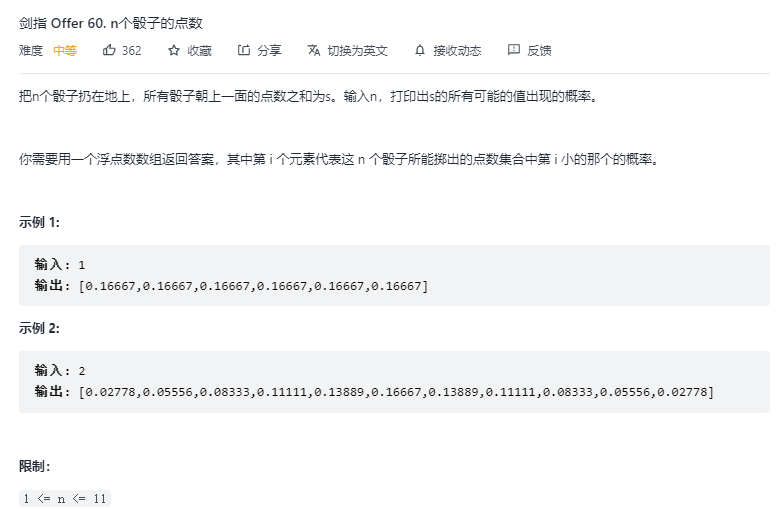 剑指 Offer 60. n个骰子的点数
难度 中等 362 收藏 分享 切换为英文 接收动态 反馈
把n个骰子扔在地上，所有骰子朝上一面的点数之和为s。输入n，打印出s的所有可能的值出现的概率。
你需要用一个浮点数数组返回答案，其中第 i 个元素代表这 n 个骰子所能掷出的点数集合中第 i 小的那个的概率。
示例 1:
输入: 1
输出: [0.16667,0.16667,0.16667,0.16667,0.16667,0.16667]
示例 2:
输入: 2
输出: [0.02778,0.05556,0.08333,0.11111,0.13889,0.16667,0.13889,0.11111,0.08333,0.05556,0.02778]
限制：
1 <= n <= 11